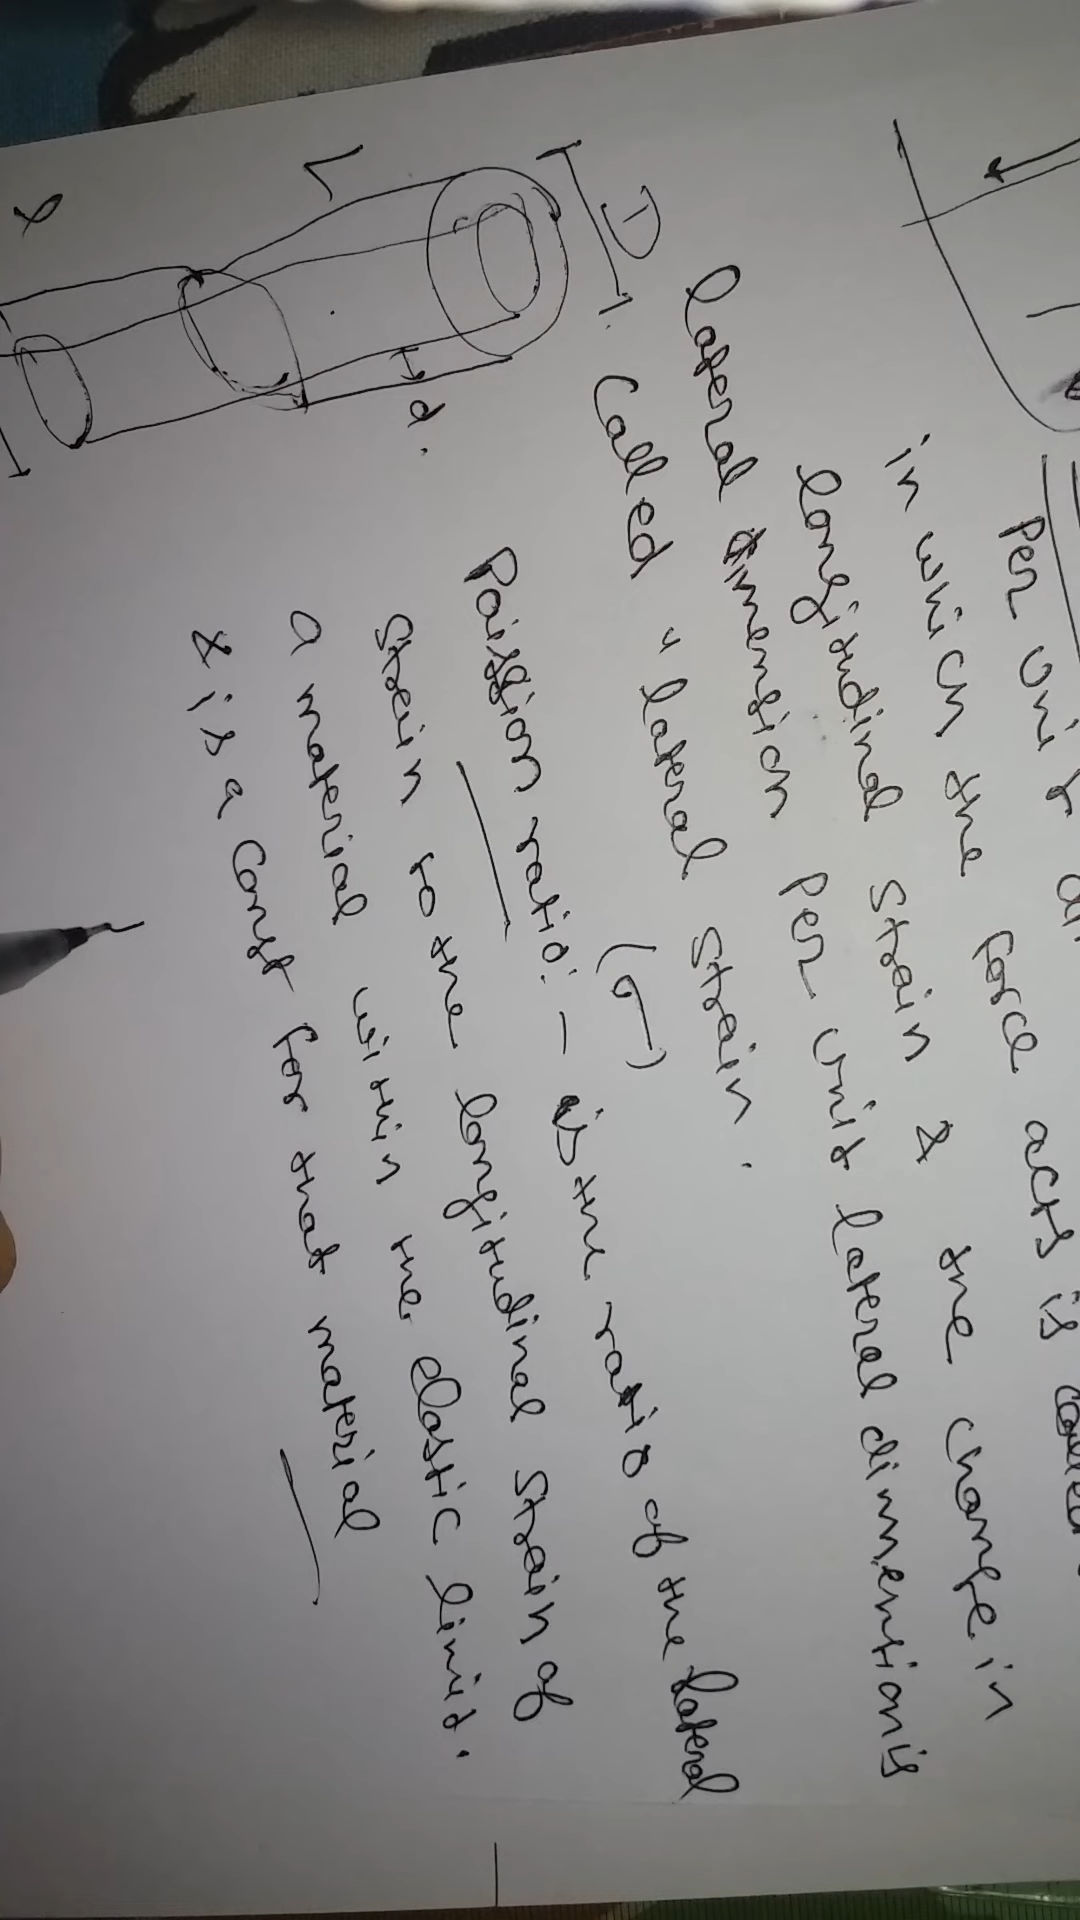 Per unit
in which the force acts is called
longitudinal strain & the change in
lateral dimension per unit lateral dimention is
called " lateral strain.
(σ)
Poission ratio:- is the ratio of the lateral
strain to the longitudinal strain of
a material within the elastic limit.
& is a const for that material
D
L
d.
l